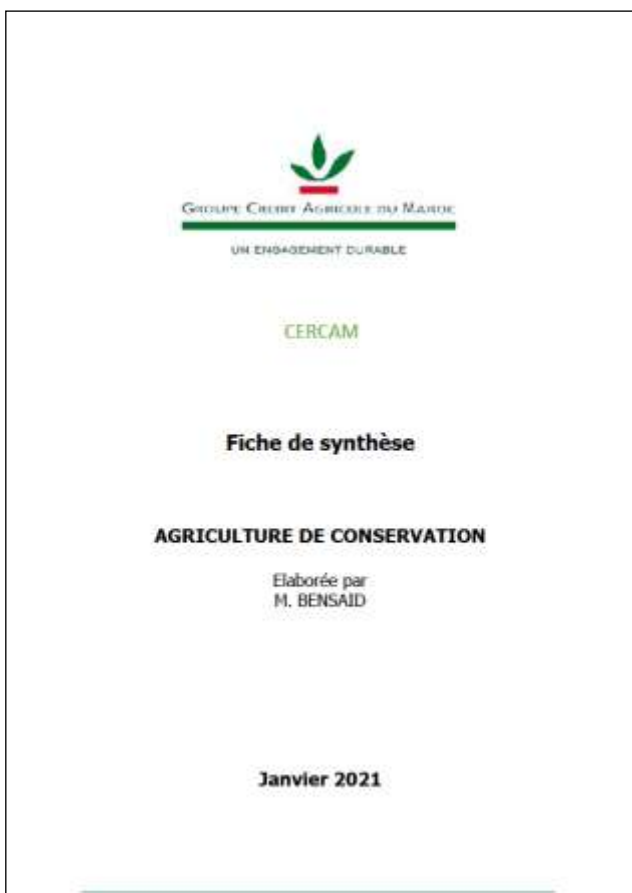 GROUPE CREDIT AGRICOLE DU MAROC
UN ENGAGEMENT DURABLE
CERCAM
Fiche de synthèse
AGRICULTURE DE CONSERVATION
Elaborée par
M. BENSAID
Janvier 2021